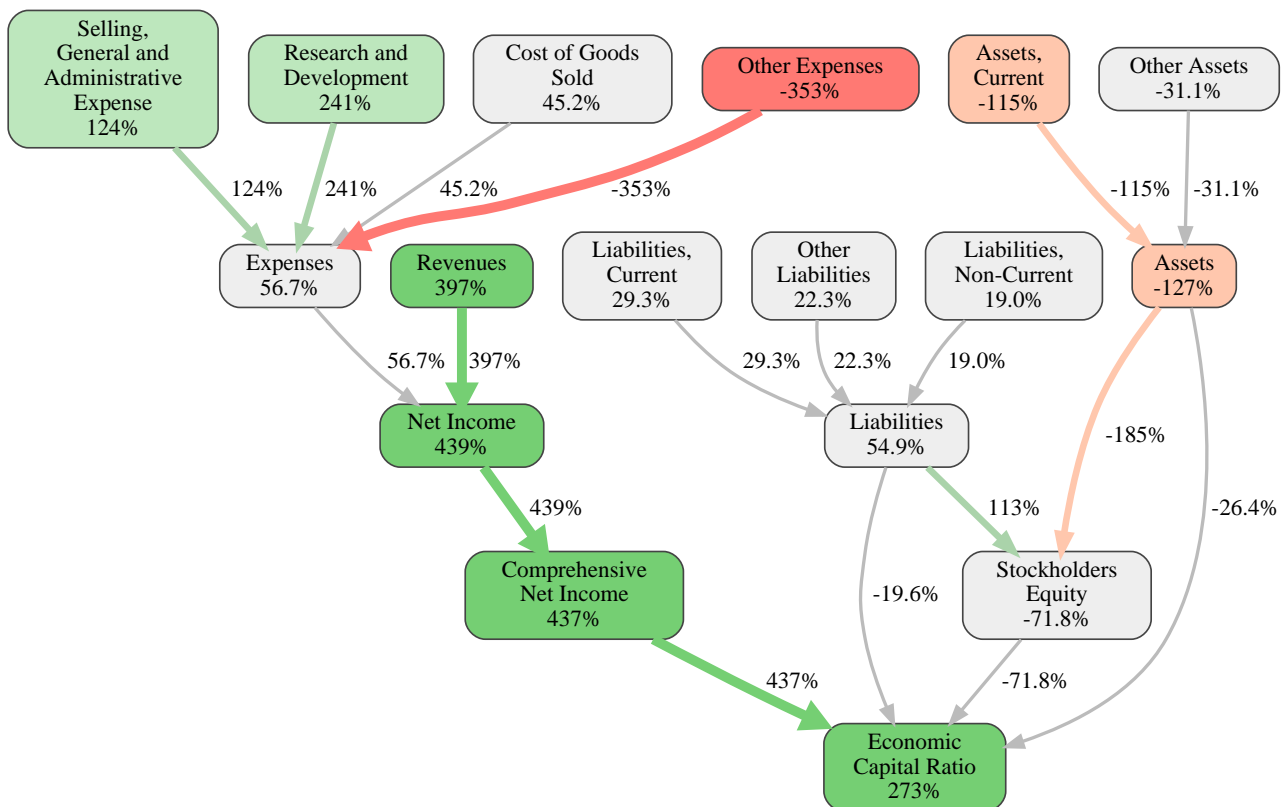 Selling,
General and
Administrative
Expense
124%
Research and
Development
241%
Cost of Goods
Sold
45.2%
Other Expenses
-353%
Assets,
Current
-115%
Other Assets
-31.1%
124%
241%
45.2%
-353%
-115%
-31.1%
Expenses
56.7%
Revenues
397%
Liabilities,
Current
29.3%
Other
Liabilities
22.3%
Liabilities,
Non-Current
19.0%
Assets
-127%
56.7%
397%
29.3%
22.3%
19.0%
Net Income
439%
Liabilities
54.9%
-185%
439%
113%
-26.4%
Comprehensive
Net Income
437%
-19.6%
Stockholders
Equity
-71.8%
437%
-71.8%
Economic
Capital Ratio
273%